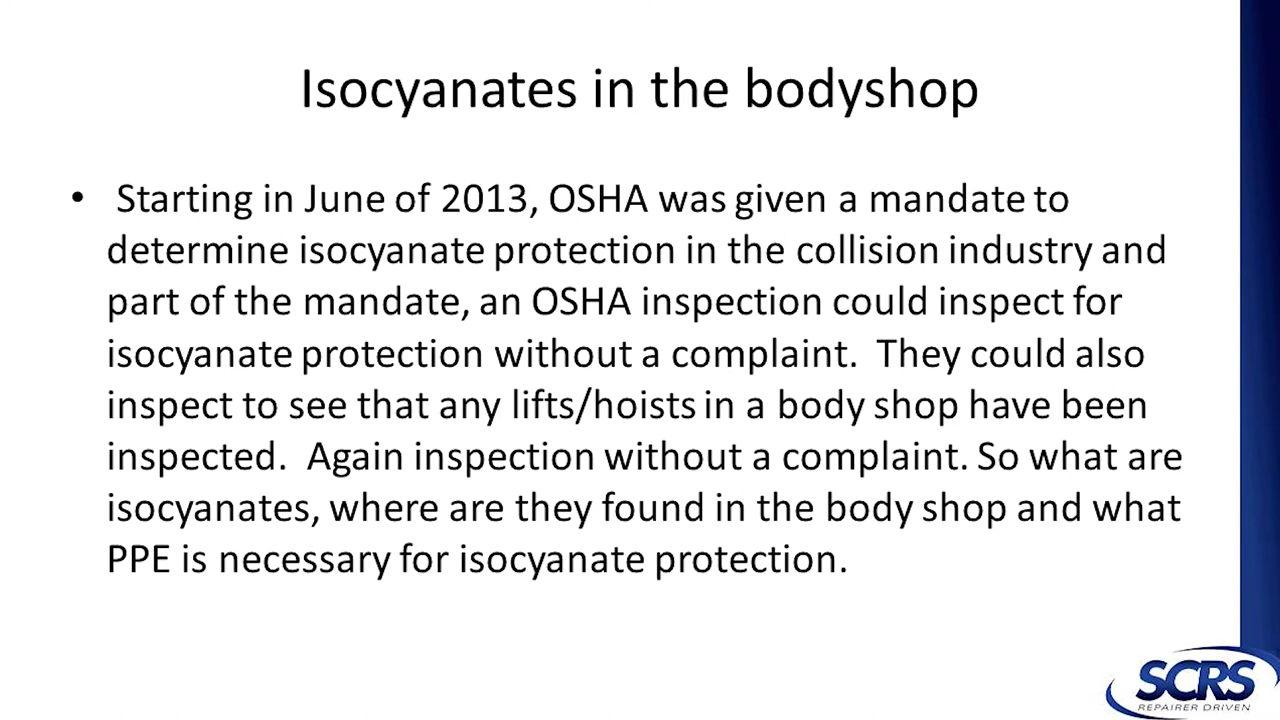 Isocyanates in the bodyshop
• Starting in June of 2013, OSHA was given a mandate to
determine isocyanate protection in the collision industry and
part of the mandate, an OSHA inspection could inspect for
isocyanate protection without a complaint.  They could also
inspect to see that any lifts/hoists in a body shop have been
inspected.  Again inspection without a complaint. So what are
isocyanates, where are they found in the body shop and what
PPE is necessary for isocyanate protection.
SCRS
REPAIRER DRIVEN